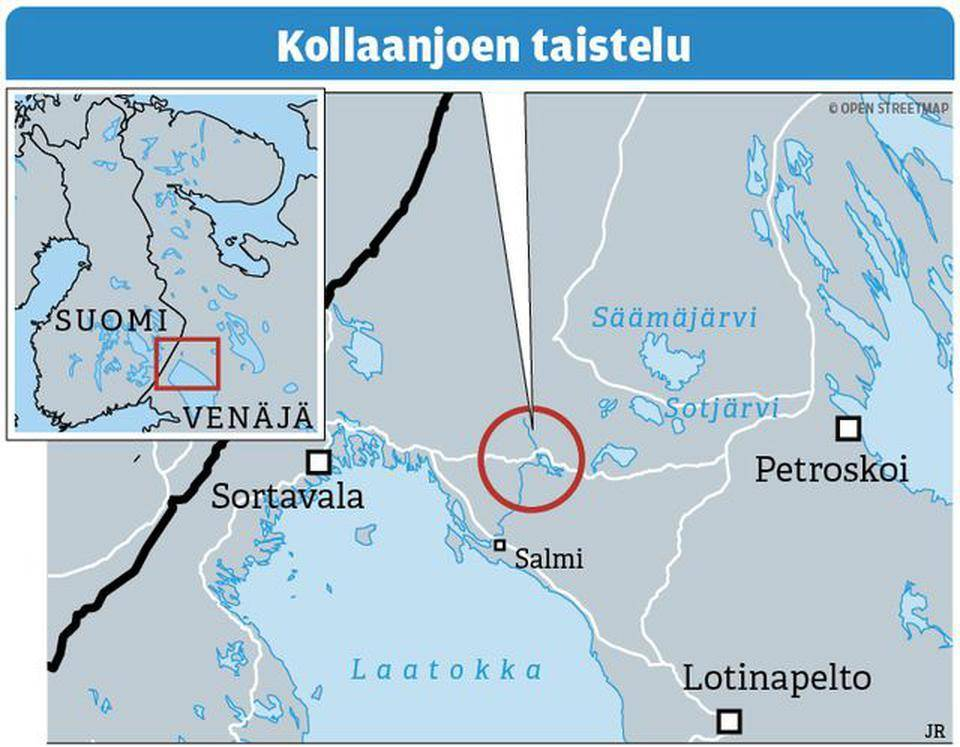 Kollaanjoen taistelu
© OPEN STREETMAP
SUOMI
VENÄJÄ
Säämäjärvi
Sotjärvi
Petroskoi
Sortavala
Salmi
Laatokka
Lotinapelto
JR